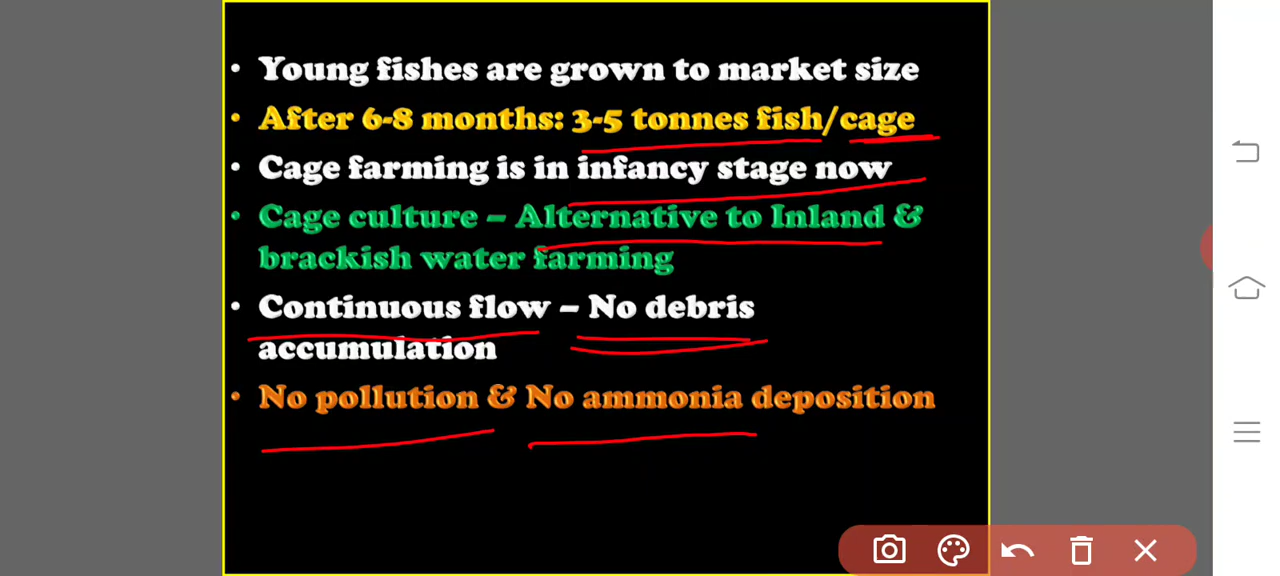 • Young fishes are grown to market size
• After 6-8 months: 3-5 tonnes fish/cage
• Cage farming is in infancy stage now
• Cage culture – Alternative to Inland &
brackish water farming
• Continuous flow – No debris
accumulation
• No pollution & No ammonia deposition